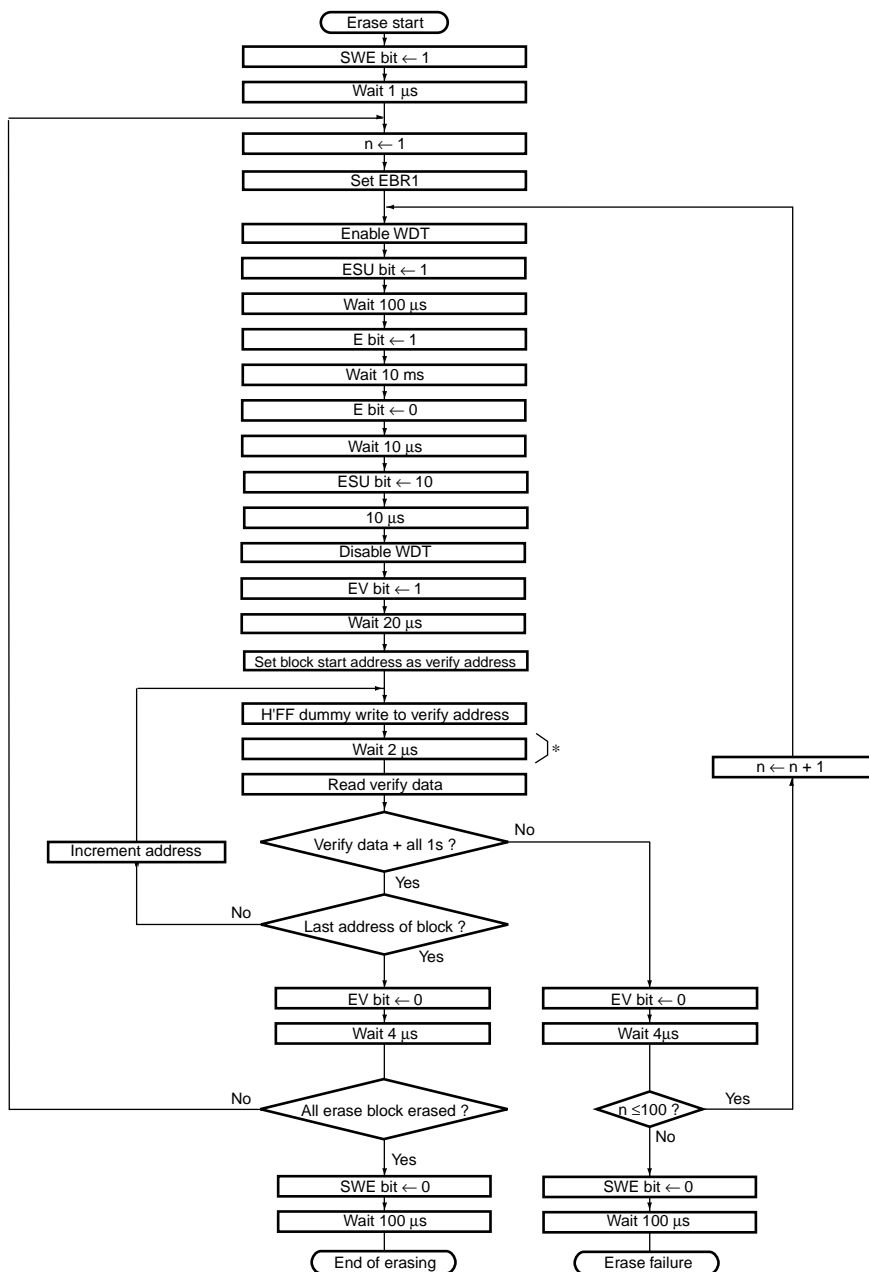 Erase start
SWE bit ← 1
Wait 1 µs
n ← 1
Set EBR1
Enable WDT
ESU bit ← 1
Wait 100 µs
E bit ← 1
Wait 10 ms
E bit ← 0
Wait 10 µs
ESU bit ← 10
10 µs
Disable WDT
EV bit ← 1
Wait 20 µs
Set block start address as verify address
H'FF dummy write to verify address
Wait 2 µs
*
n ← n + 1
Read verify data
No
Verify data + all 1s ?
Increment address
Yes
No
Last address of block ?
Yes
EV bit ← 0
EV bit ← 0
Wait 4 µs
Wait 4µs
No
All erase block erased ?
n ≤100 ?
Yes
No
Yes
SWE bit ← 0
SWE bit ← 0
Wait 100 µs
Wait 100 µs
End of erasing
Erase failure